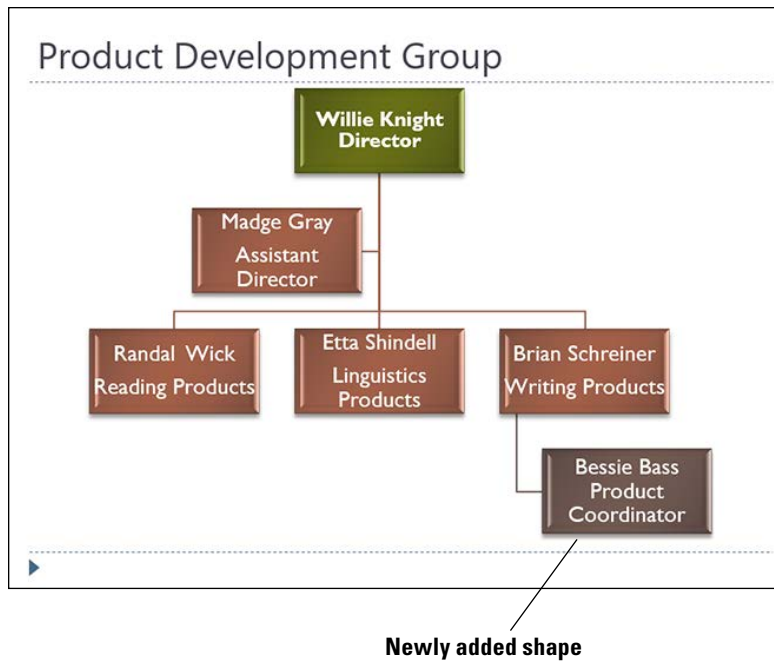 Product Development Group
Willie Knight
Director
Madge Gray
Assistant
Director
Randal Wick
Reading Products
Etta Shindell
Linguistics
Products
Brian Schreiner
Writing Products
Bessie Bass
Product
Coordinator
Newly added shape